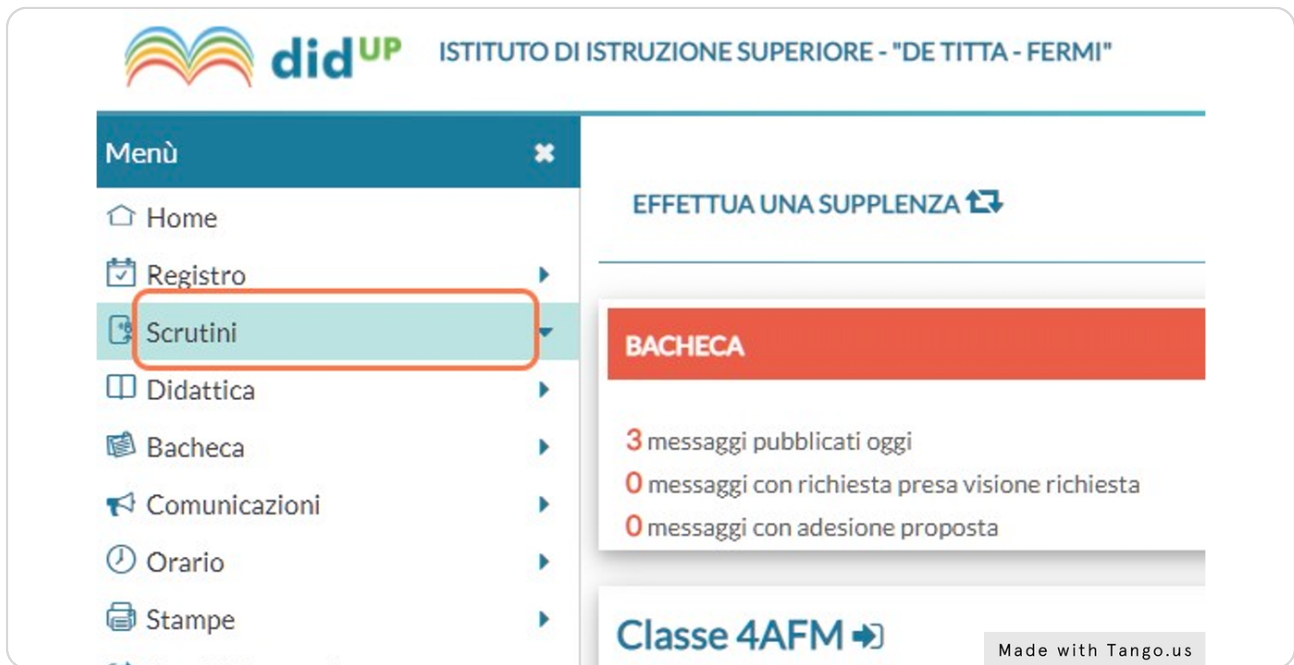 didUP ISTITUTO DI ISTRUZIONE SUPERIORE - "DE TITTA - FERMI"
Menù
Home
Registro
Scrutini
Didattica
Bacheca
Comunicazioni
Orario
Stampe
EFFETTUA UNA SUPPLENZA
BACHECA
3 messaggi pubblicati oggi
0 messaggi con richiesta presa visione richiesta
0 messaggi con adesione proposta
Classe 4AFM
Made with Tango.us